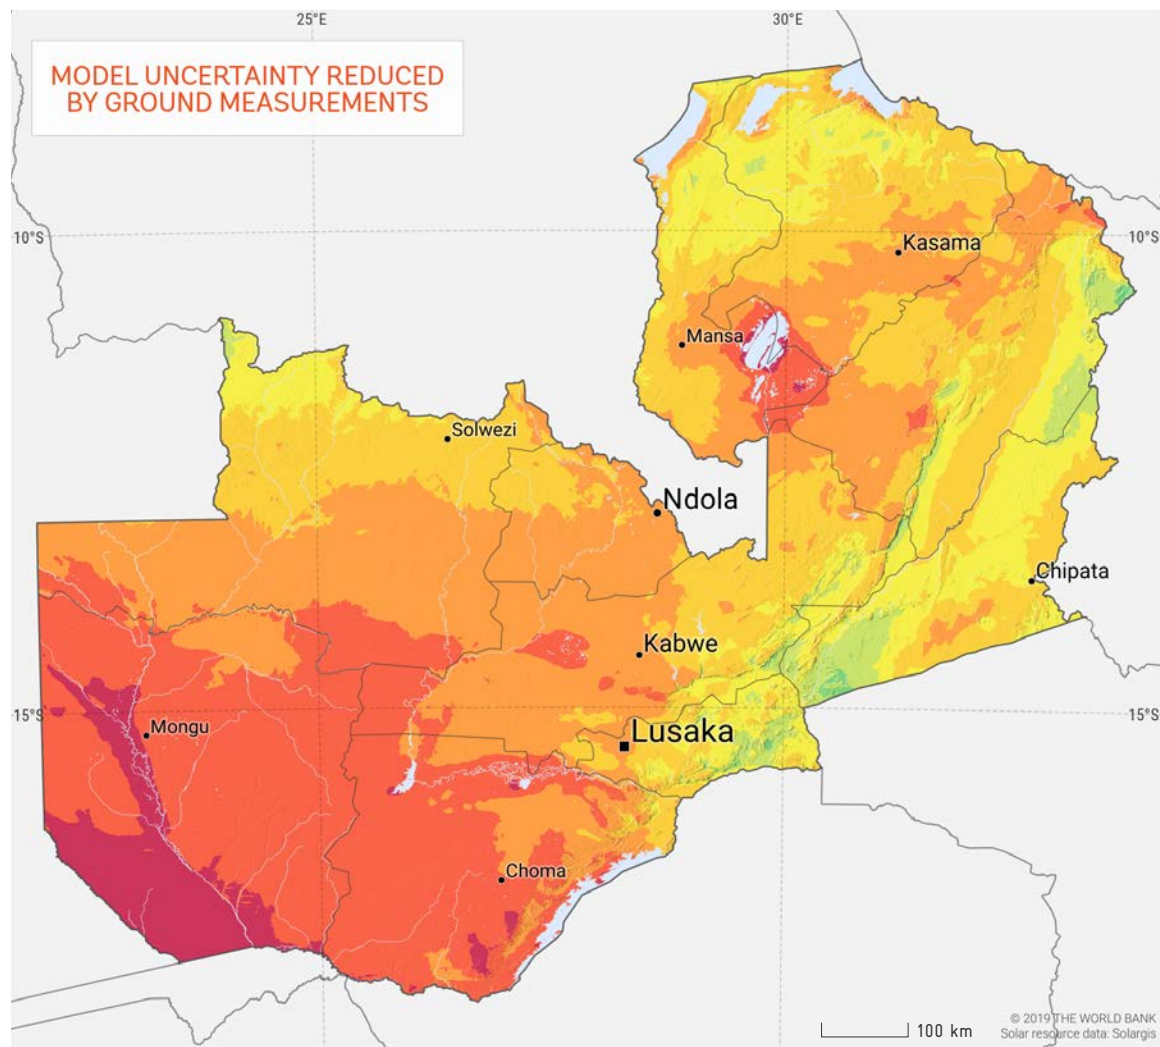 25°E
30°E
MODEL UNCERTAINTY REDUCED
BY GROUND MEASUREMENTS
10°S
10°S
Kasama
Mansa
Solwezi
Ndola
Chipata
Kabwe
15°S
15°S
Mongu
Lusaka
Choma
© 2019 THE WORLD BANK
100 km
Solar resource data: Solargis